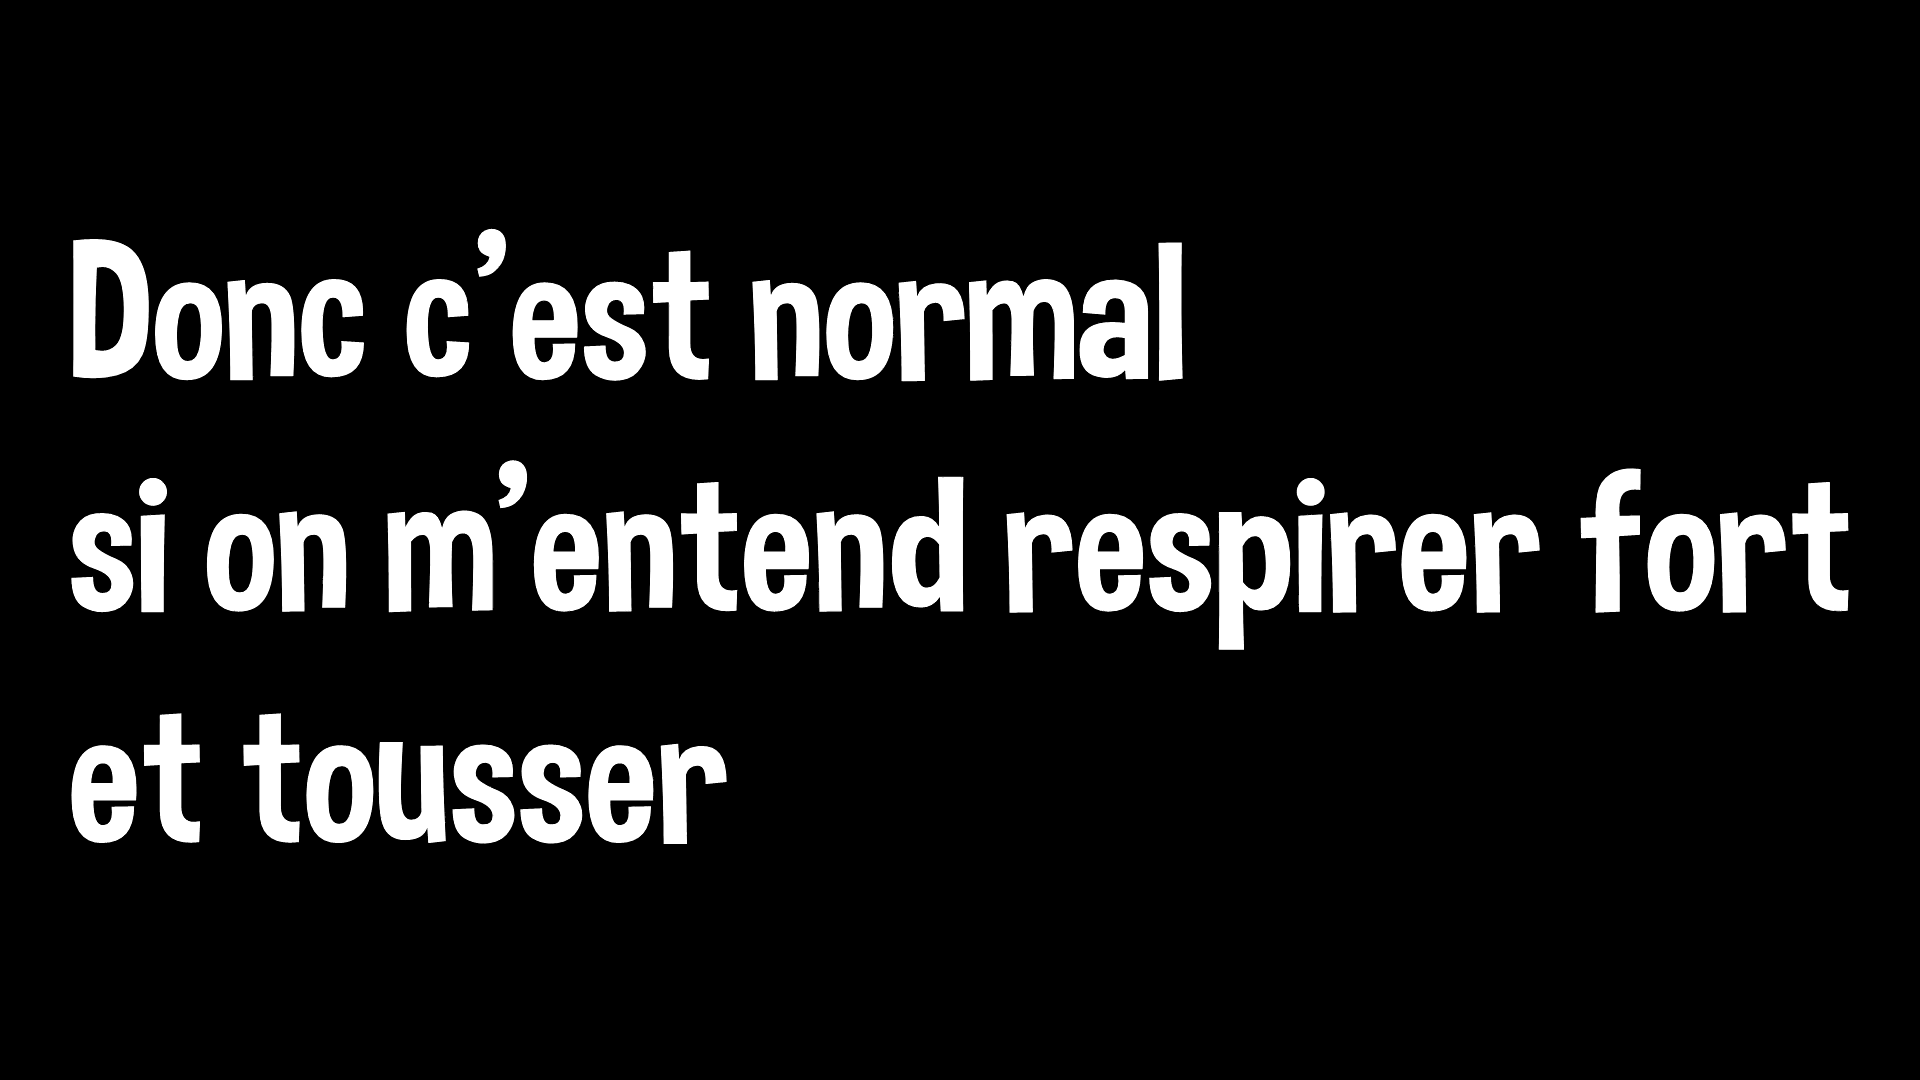 Donc c’est normal
si on m’entend respirer fort
et tousser